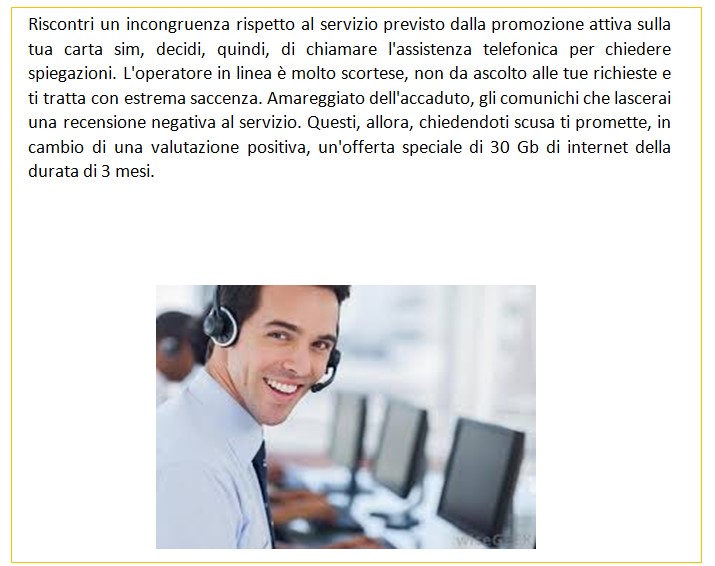 Riscontri un incongruenza rispetto al servizio previsto dalla promozione attiva sulla
tua carta sim, decidi, quindi, di chiamare l'assistenza telefonica per chiedere
spiegazioni. L'operatore in linea è molto scortese, non da ascolto alle tue richieste e
ti tratta con estrema saccenza. Amareggiato dell'accaduto, gli comunichi che lascerai
una recensione negativa al servizio. Questi, allora, chiedendoti scusa ti promette, in
cambio di una valutazione positiva, un'offerta speciale di 30 Gb di internet della
durata di 3 mesi.
wiseGEEK